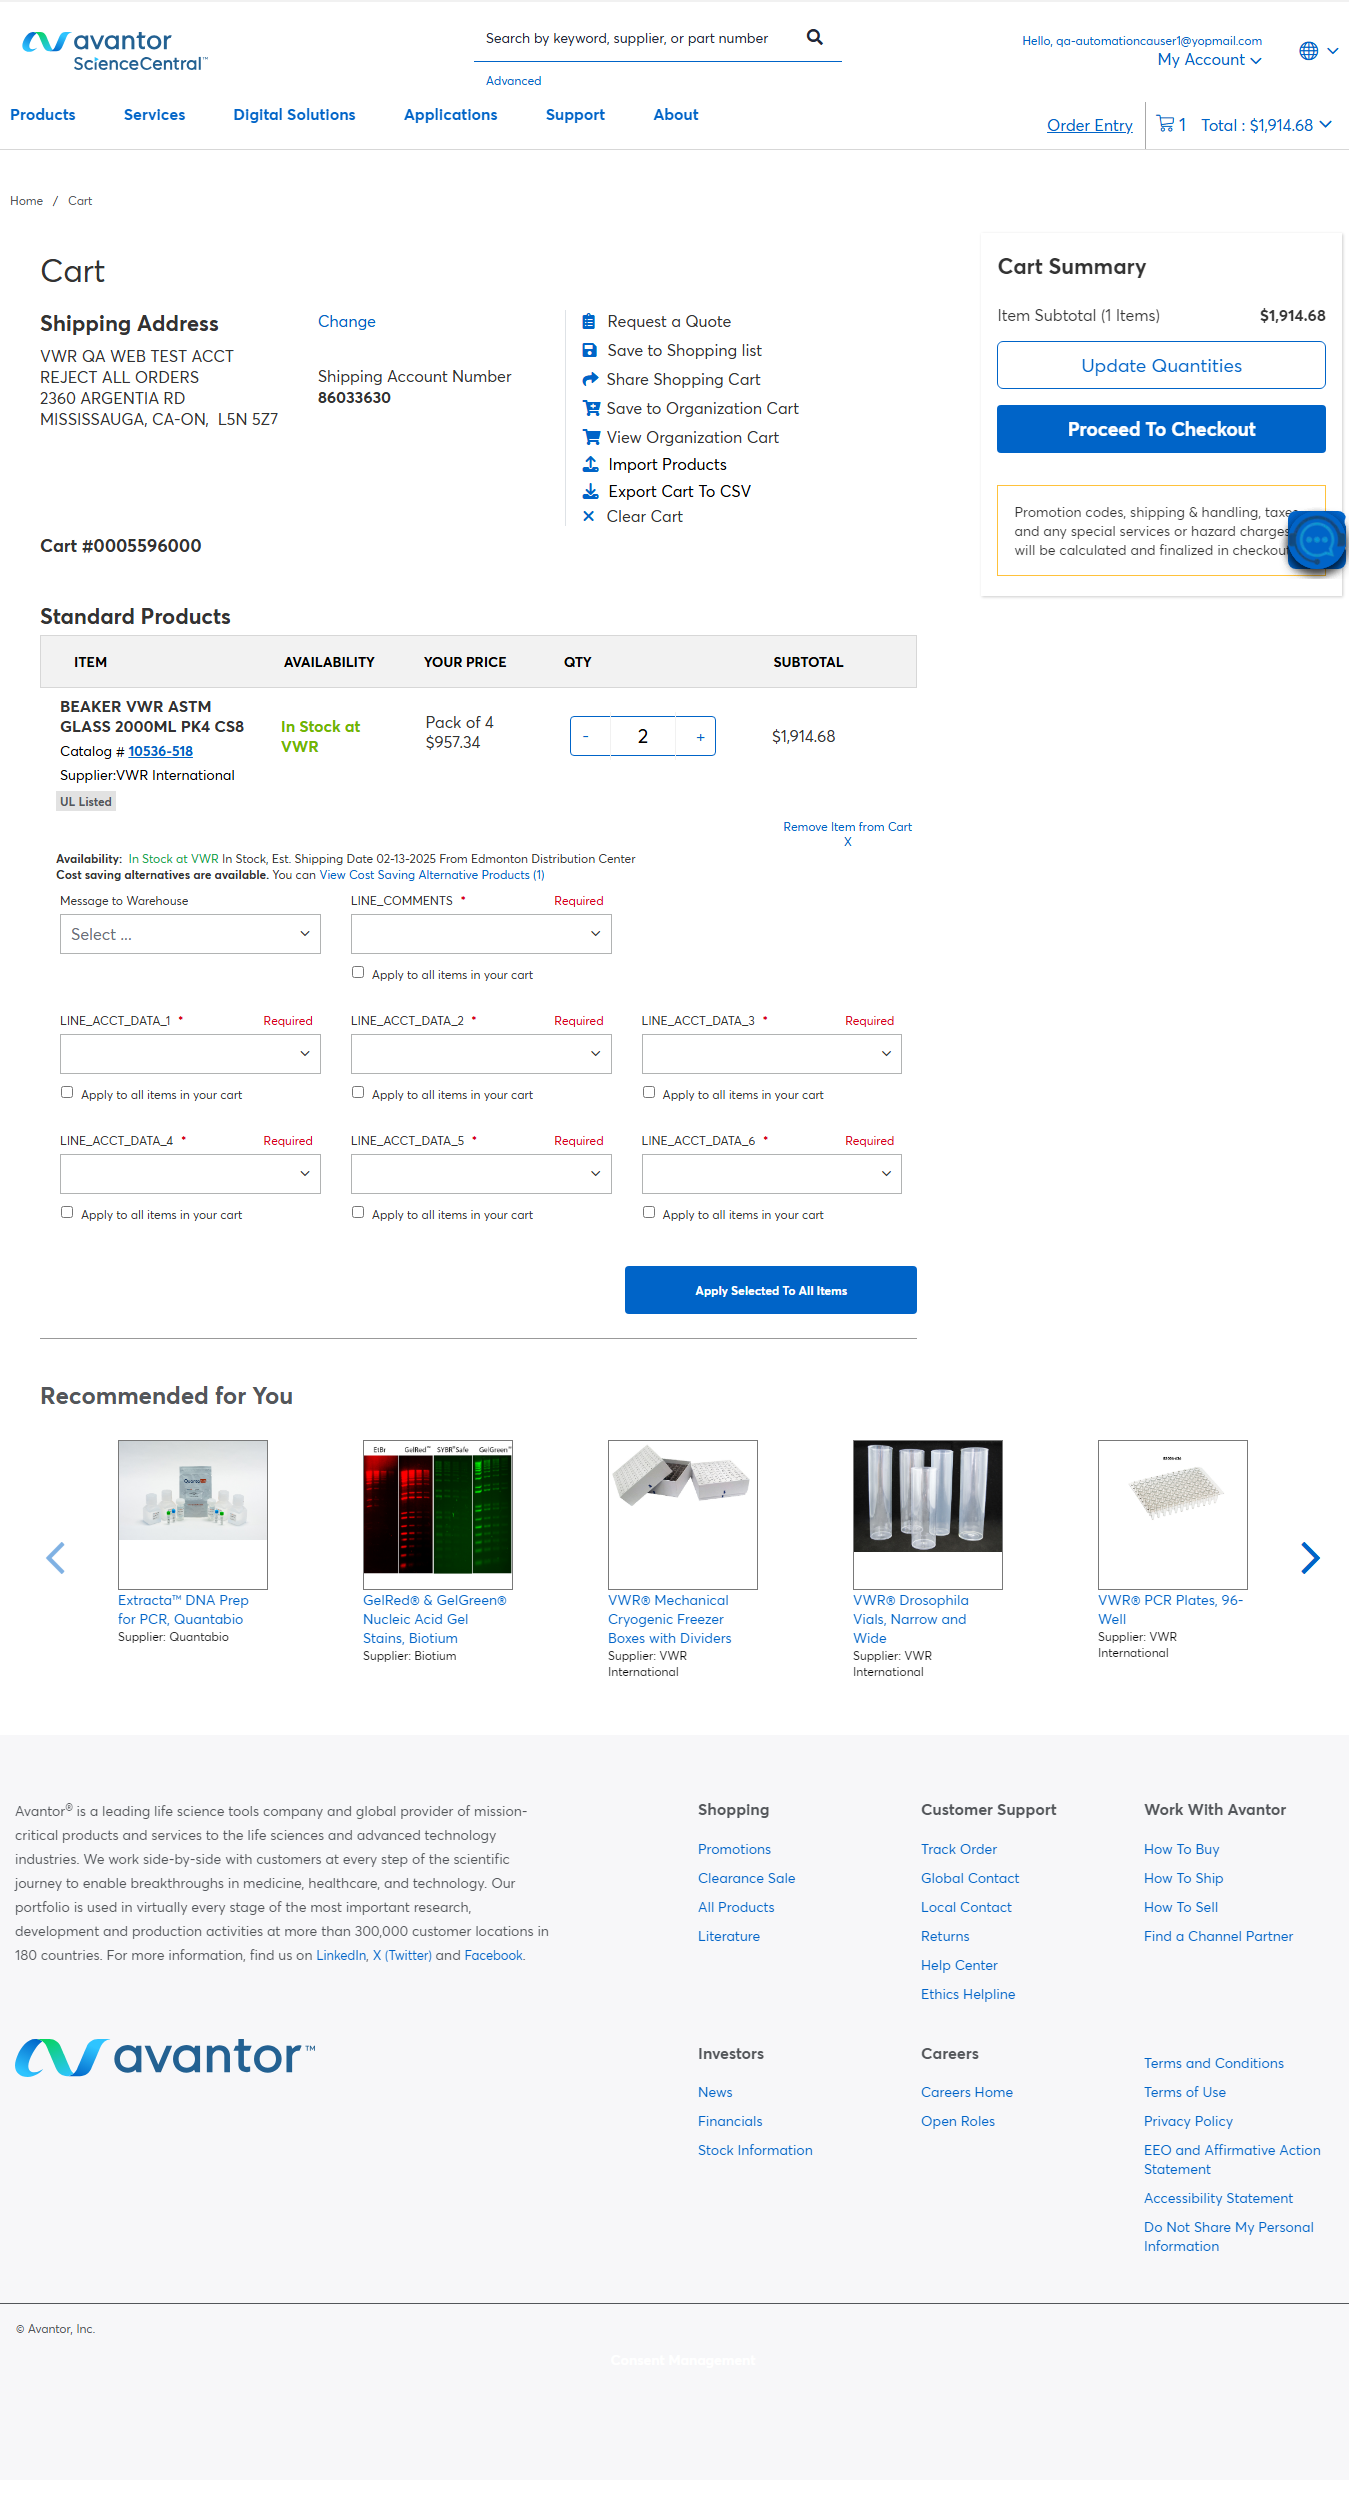 avantor
ScienceCentral™
Search by keyword, supplier, or part number
Advanced
Hello, qa-automationcauser1@yopmail.com
My Account
Products Services Digital Solutions Applications Support About
Order Entry 1 Total : $1,914.68
Home / Cart
Cart
Shipping Address
VWR QA WEB TEST ACCT
REJECT ALL ORDERS
2360 ARGENTIA RD
MISSISSAUGA, CA-ON, L5N 5Z7
Change
Shipping Account Number
86033630
Request a Quote
Save to Shopping list
Share Shopping Cart
Save to Organization Cart
View Organization Cart
Import Products
Export Cart To CSV
Clear Cart
Cart #0005596000
Cart Summary
Item Subtotal (1 Items) $1,914.68
Update Quantities
Proceed To Checkout
Promotion codes, shipping & handling, taxes
and any special services or hazard charges
will be calculated and finalized in checkout
Standard Products
ITEM AVAILABILITY YOUR PRICE QTY SUBTOTAL
BEAKER VWR ASTM
GLASS 2000ML PK4 CS8
Catalog # 10536-518
Supplier:VWR International
UL Listed
In Stock at
VWR
Pack of 4
$957.34
- 2 +
$1,914.68
Remove Item from Cart
X
Availability: In Stock at VWR In Stock, Est. Shipping Date 02-13-2025 From Edmonton Distribution Center
Cost saving alternatives are available. You can View Cost Saving Alternative Products (1)
Message to Warehouse LINE_COMMENTS * Required
Select ...
Apply to all items in your cart
LINE_ACCT_DATA_1 * Required LINE_ACCT_DATA_2 * Required LINE_ACCT_DATA_3 * Required
Apply to all items in your cart Apply to all items in your cart Apply to all items in your cart
LINE_ACCT_DATA_4 * Required LINE_ACCT_DATA_5 * Required LINE_ACCT_DATA_6 * Required
Apply to all items in your cart Apply to all items in your cart Apply to all items in your cart
Apply Selected To All Items
Recommended for You
Extracta™ DNA Prep
for PCR, Quantabio
Supplier: Quantabio
EtBr GelRed™ SYBR® Safe GelGreen™
GelRed® & GelGreen®
Nucleic Acid Gel
Stains, Biotium
Supplier: Biotium
VWR® Mechanical
Cryogenic Freezer
Boxes with Dividers
Supplier: VWR
International
VWR® Drosophila
Vials, Narrow and
Wide
Supplier: VWR
International
VWR® PCR Plates, 96-
Well
Supplier: VWR
International
Avantor® is a leading life science tools company and global provider of mission-
critical products and services to the life sciences and advanced technology
industries. We work side-by-side with customers at every step of the scientific
journey to enable breakthroughs in medicine, healthcare, and technology. Our
portfolio is used in virtually every stage of the most important research,
development and production activities at more than 300,000 customer locations in
180 countries. For more information, find us on LinkedIn, X (Twitter) and Facebook.
avantor™
Shopping
Promotions
Clearance Sale
All Products
Literature
Customer Support
Track Order
Global Contact
Local Contact
Returns
Help Center
Ethics Helpline
Work With Avantor
How To Buy
How To Ship
How To Sell
Find a Channel Partner
Investors
News
Financials
Stock Information
Careers
Careers Home
Open Roles
Terms and Conditions
Terms of Use
Privacy Policy
EEO and Affirmative Action
Statement
Accessibility Statement
Do Not Share My Personal
Information
© Avantor, Inc.
Consent Management